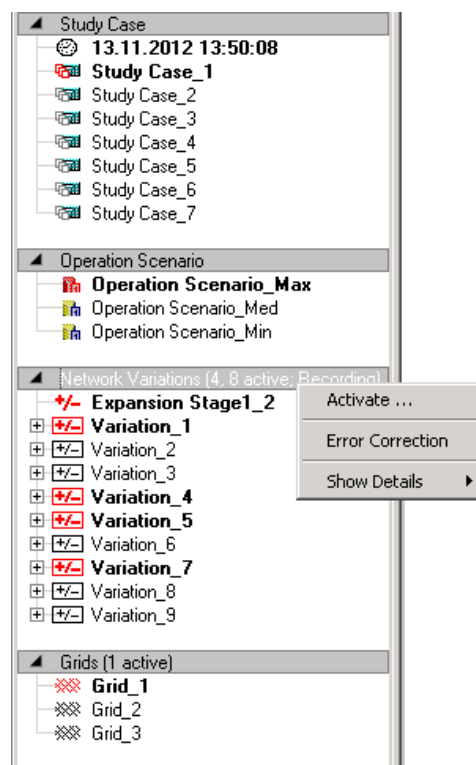 Study Case
13.11.2012 13:50:08
Study Case_1
Study Case_2
Study Case_3
Study Case_4
Study Case_5
Study Case_6
Study Case_7
Operation Scenario
Operation Scenario_Max
Operation Scenario_Med
Operation Scenario_Min
Network Variations (4, 8 active; Recording)
+/- Expansion Stage1_2
+/- Variation_1
+/- Variation_2
+/- Variation_3
+/- Variation_4
+/- Variation_5
+/- Variation_6
+/- Variation_7
+/- Variation_8
+/- Variation_9
Activate ...
Error Correction
Show Details
Grids (1 active)
Grid_1
Grid_2
Grid_3